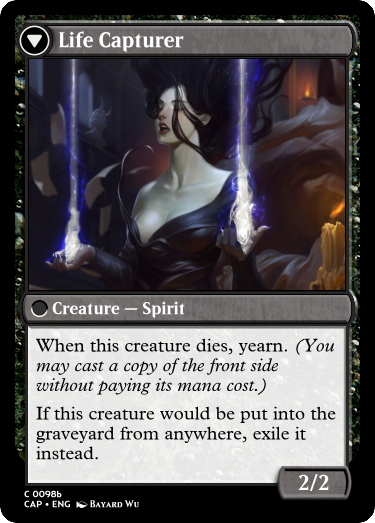 Life Capturer
Creature — Spirit
When this creature dies, yearn. (You
may cast a copy of the front side
without paying its mana cost.)
If this creature would be put into the
graveyard from anywhere, exile it
instead.
2/2
C 0098b
CAP • ENG Bayard Wu